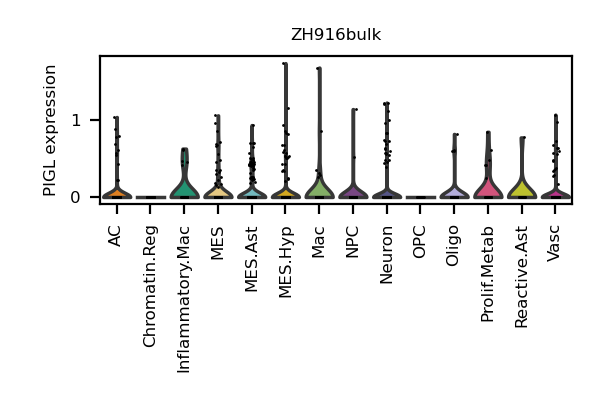 ZH916bulk
PIGL expression
1
0
AC
Chromatin.Reg
Inflammatory.Mac
MES
MES.Ast
MES.Hyp
Mac
NPC
Neuron
OPC
Oligo
Prolif.Metab
Reactive.Ast
Vasc